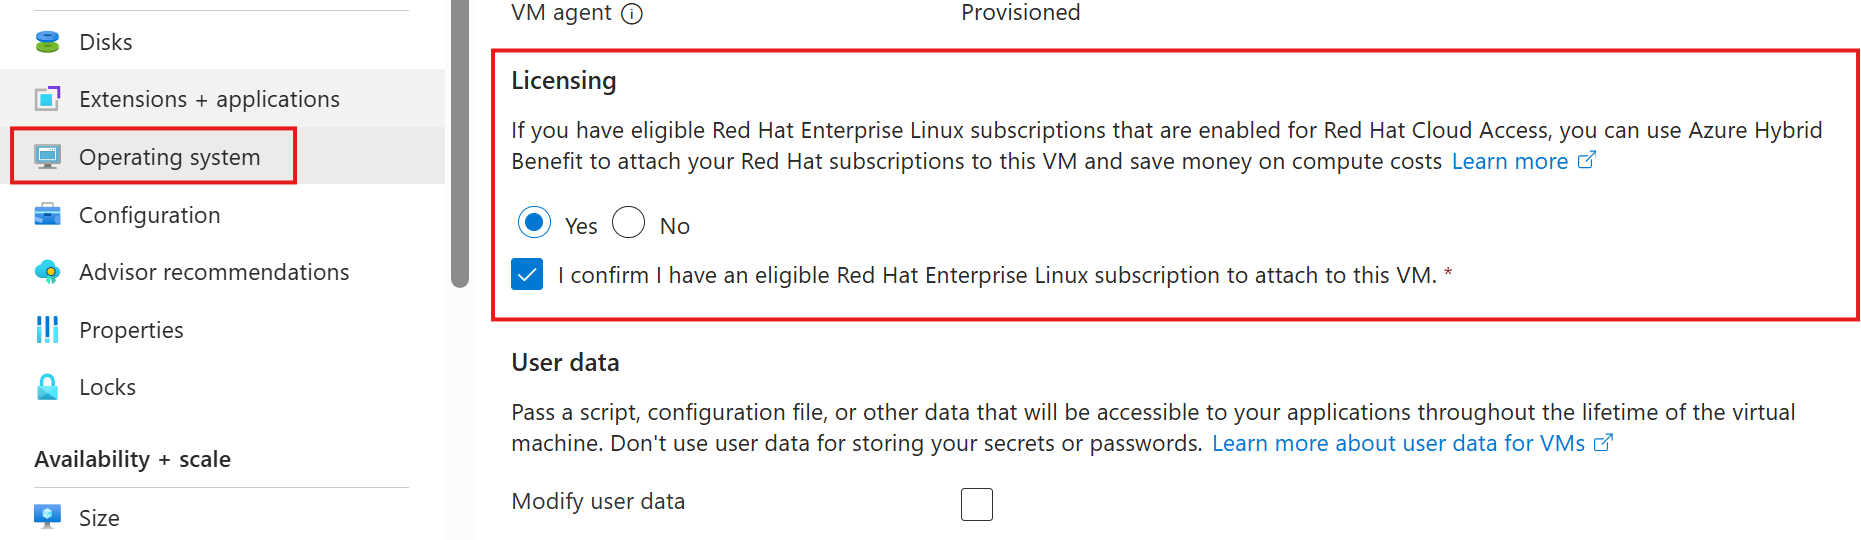 Disks
Extensions + applications
Operating system
Configuration
Advisor recommendations
Properties
Locks
Availability + scale
Size
VM agent
Provisioned
Licensing
If you have eligible Red Hat Enterprise Linux subscriptions that are enabled for Red Hat Cloud Access, you can use Azure Hybrid
Benefit to attach your Red Hat subscriptions to this VM and save money on compute costs Learn more
Yes No
I confirm I have an eligible Red Hat Enterprise Linux subscription to attach to this VM. *
User data
Pass a script, configuration file, or other data that will be accessible to your applications throughout the lifetime of the virtual
machine. Don't use user data for storing your secrets or passwords. Learn more about user data for VMs
Modify user data